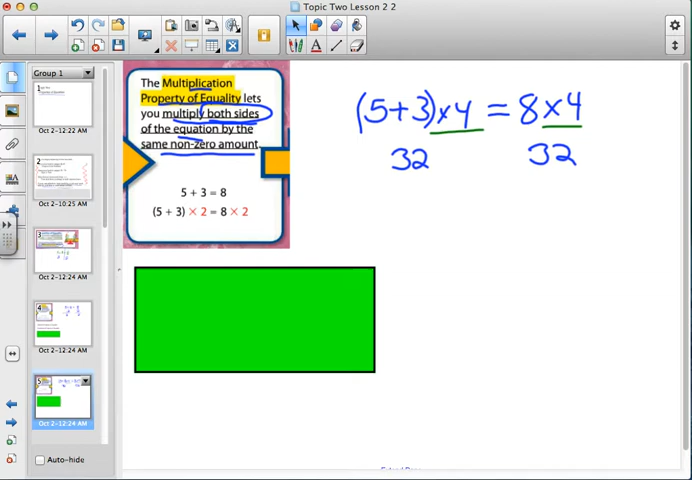 Topic Two Lesson 2 2
Group 1
Oct 2-12:22 AM
Oct 2-10:25 AM
Oct 2-12:24 AM
Oct 2-12:24 AM
Oct 2-12:24 AM
Auto-hide
The Multiplication
Property of Equality lets
you multiply both sides
of the equation by the
same non-zero amount.
5 + 3 = 8
(5 + 3) × 2 = 8 × 2
(5+3)×4 = 8×4
32 32